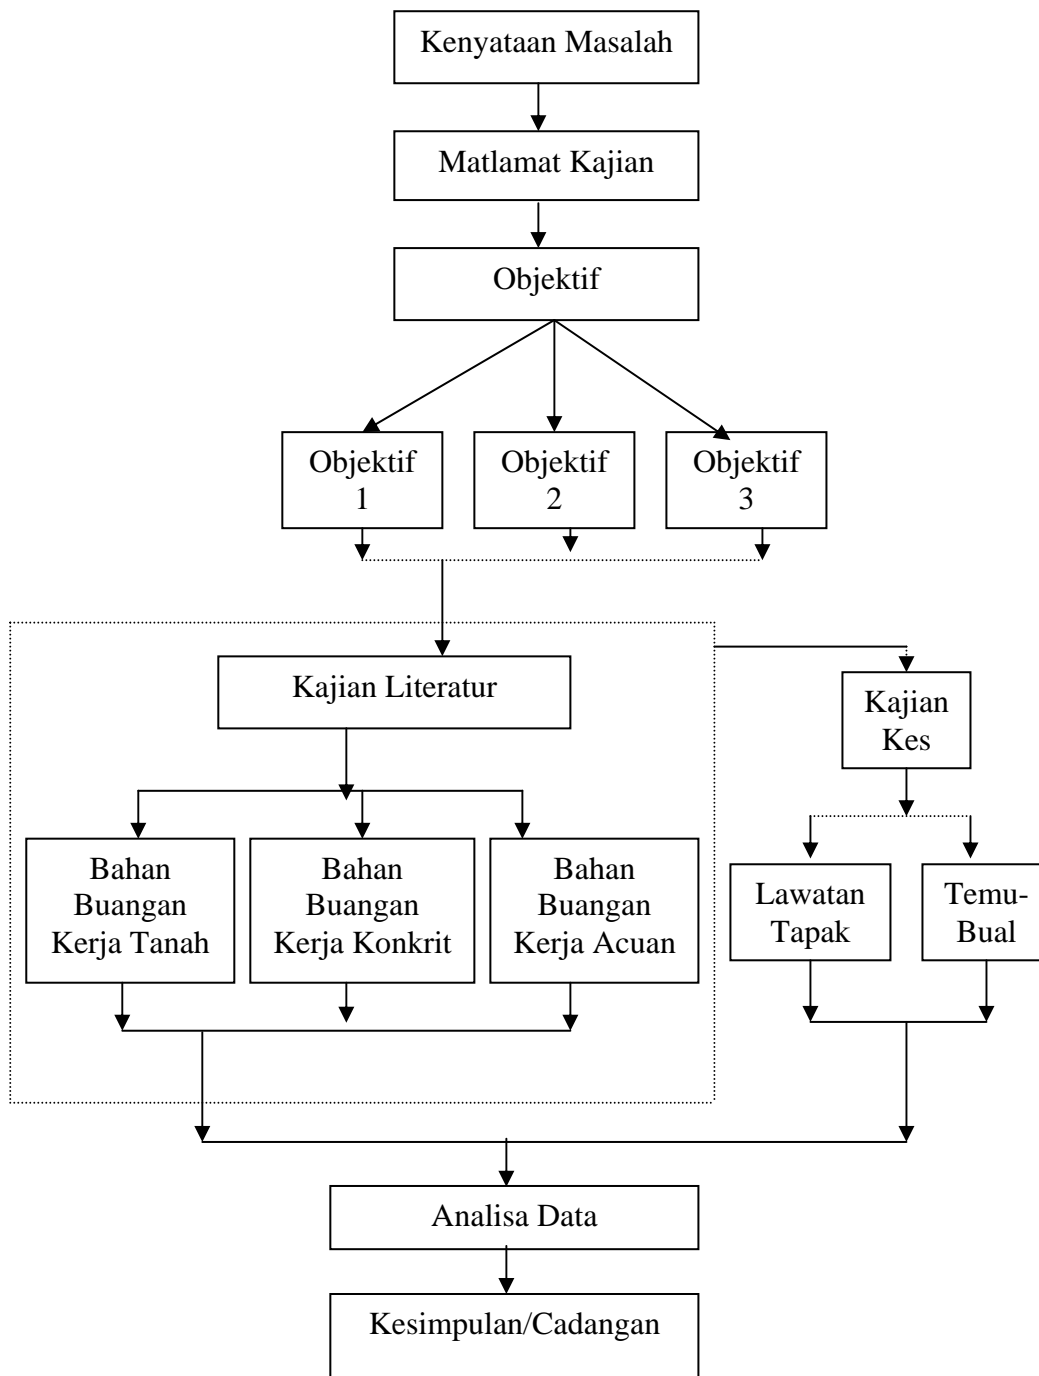 Kenyataan Masalah
Matlamat Kajian
Objektif
Objektif
1
Objektif
2
Objektif
3
Kajian Literatur
Kajian
Kes
Bahan
Buangan
Kerja Tanah
Bahan
Buangan
Kerja Konkrit
Bahan
Buangan
Kerja Acuan
Lawatan
Tapak
Temu-
Bual
Analisa Data
Kesimpulan/Cadangan